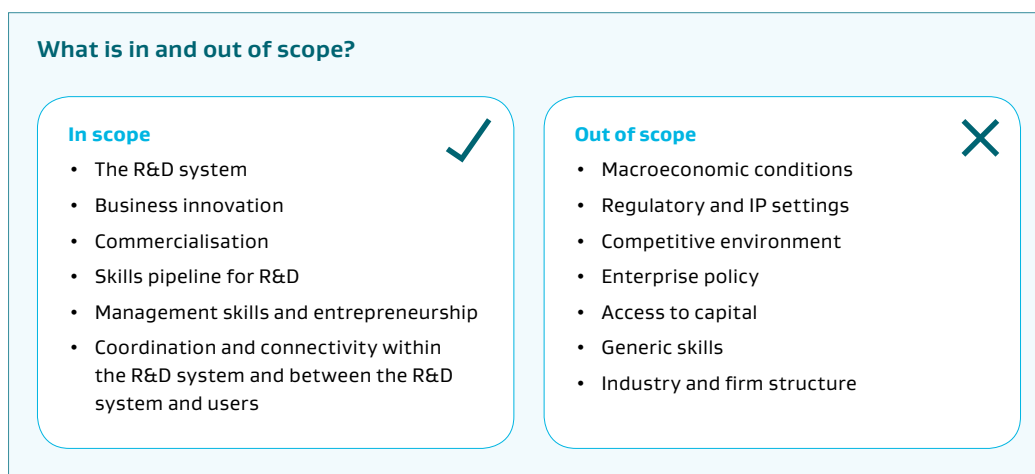 What is in and out of scope?
In scope
• The R&D system
• Business innovation
• Commercialisation
• Skills pipeline for R&D
• Management skills and entrepreneurship
• Coordination and connectivity within
the R&D system and between the R&D
system and users
Out of scope
• Macroeconomic conditions
• Regulatory and IP settings
• Competitive environment
• Enterprise policy
• Access to capital
• Generic skills
• Industry and firm structure